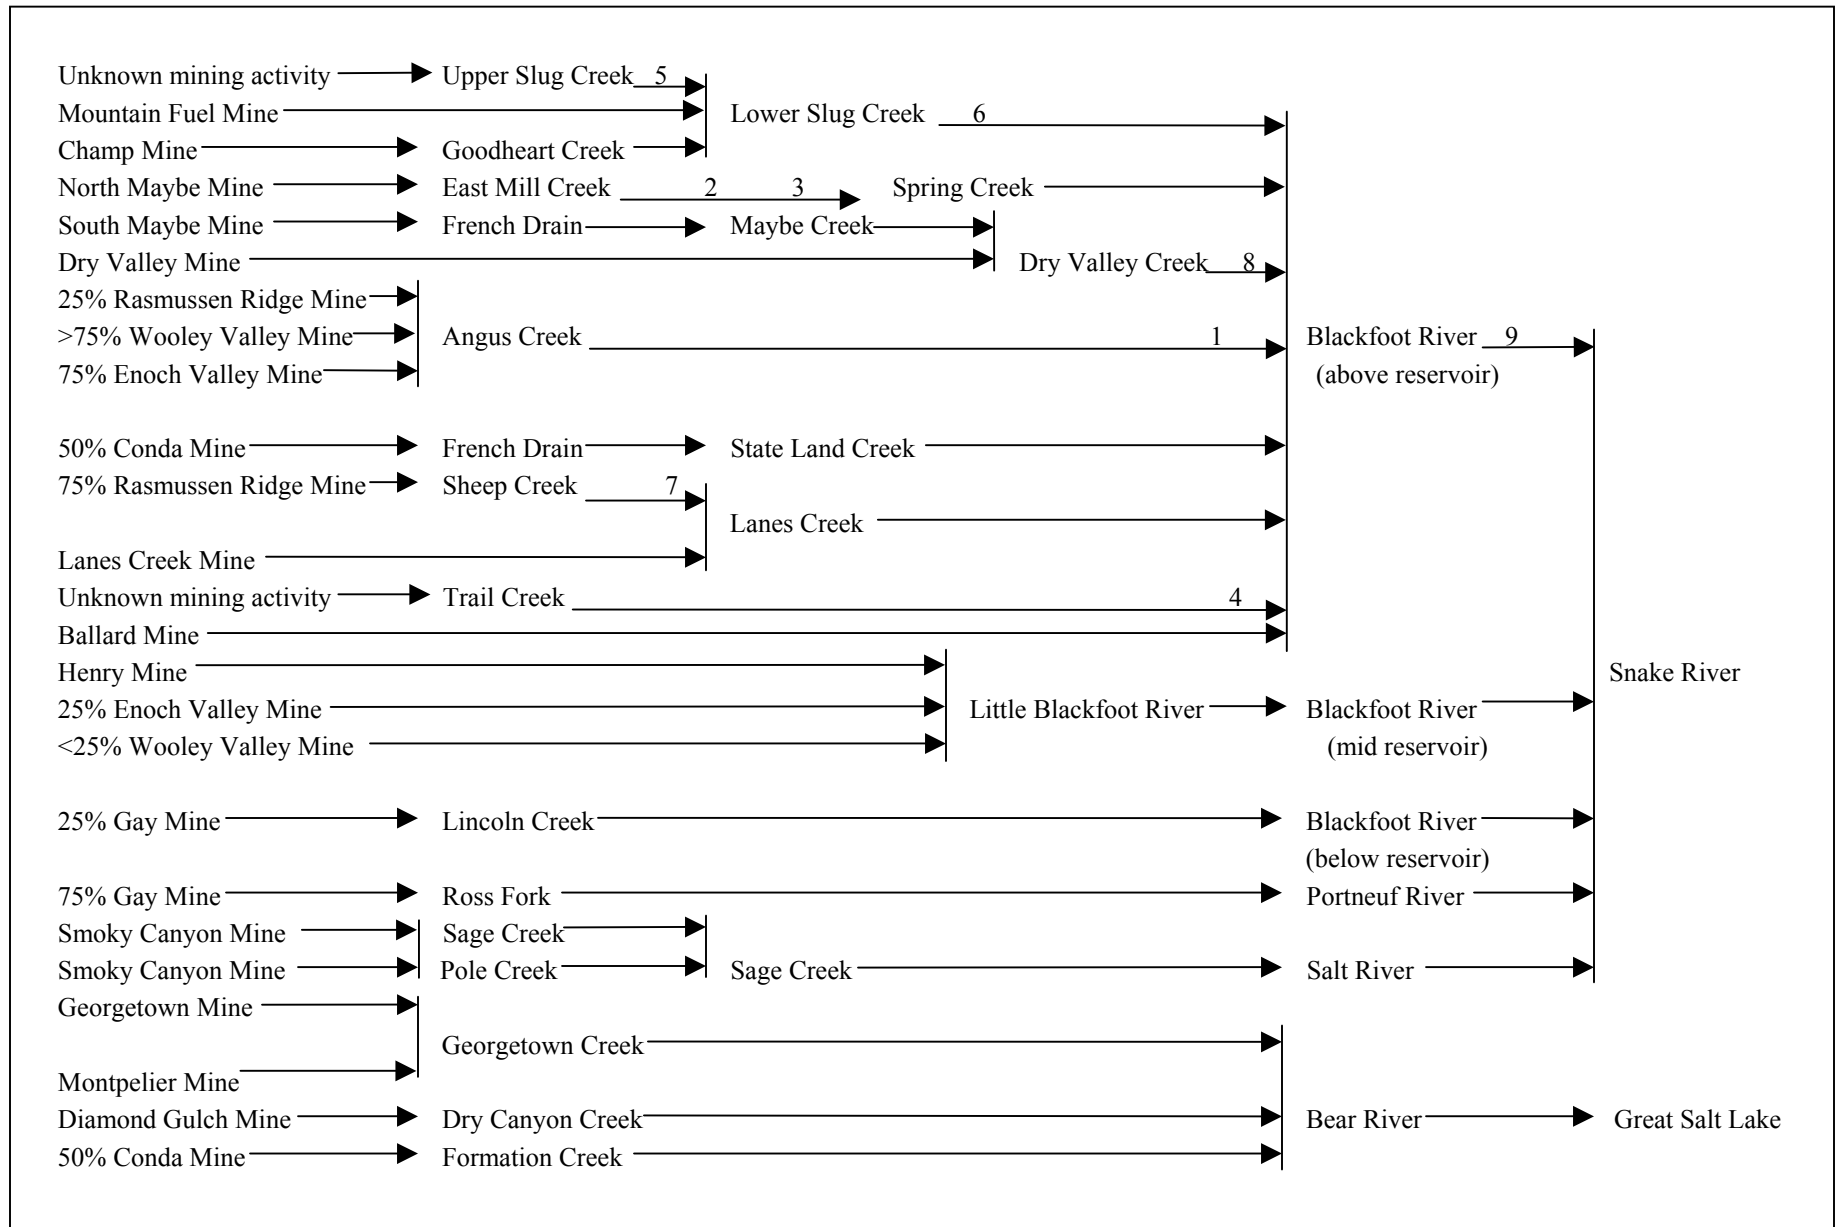 Unknown mining activity Upper Slug Creek 5
Mountain Fuel Mine Lower Slug Creek 6
Champ Mine Goodheart Creek
North Maybe Mine East Mill Creek 2 3 Spring Creek
South Maybe Mine French Drain Maybe Creek
Dry Valley Mine Dry Valley Creek 8
25% Rasmussen Ridge Mine
>75% Wooley Valley Mine Angus Creek 1 Blackfoot River 9
75% Enoch Valley Mine (above reservoir)
50% Conda Mine French Drain State Land Creek
75% Rasmussen Ridge Mine Sheep Creek 7
Lanes Creek
Lanes Creek Mine
Unknown mining activity Trail Creek 4
Ballard Mine
Henry Mine Snake River
25% Enoch Valley Mine Little Blackfoot River Blackfoot River
<25% Wooley Valley Mine (mid reservoir)
25% Gay Mine Lincoln Creek Blackfoot River
(below reservoir)
75% Gay Mine Ross Fork Portneuf River
Smoky Canyon Mine Sage Creek
Smoky Canyon Mine Pole Creek Sage Creek Salt River
Georgetown Mine
Georgetown Creek
Montpelier Mine
Diamond Gulch Mine Dry Canyon Creek Bear River Great Salt Lake
50% Conda Mine Formation Creek